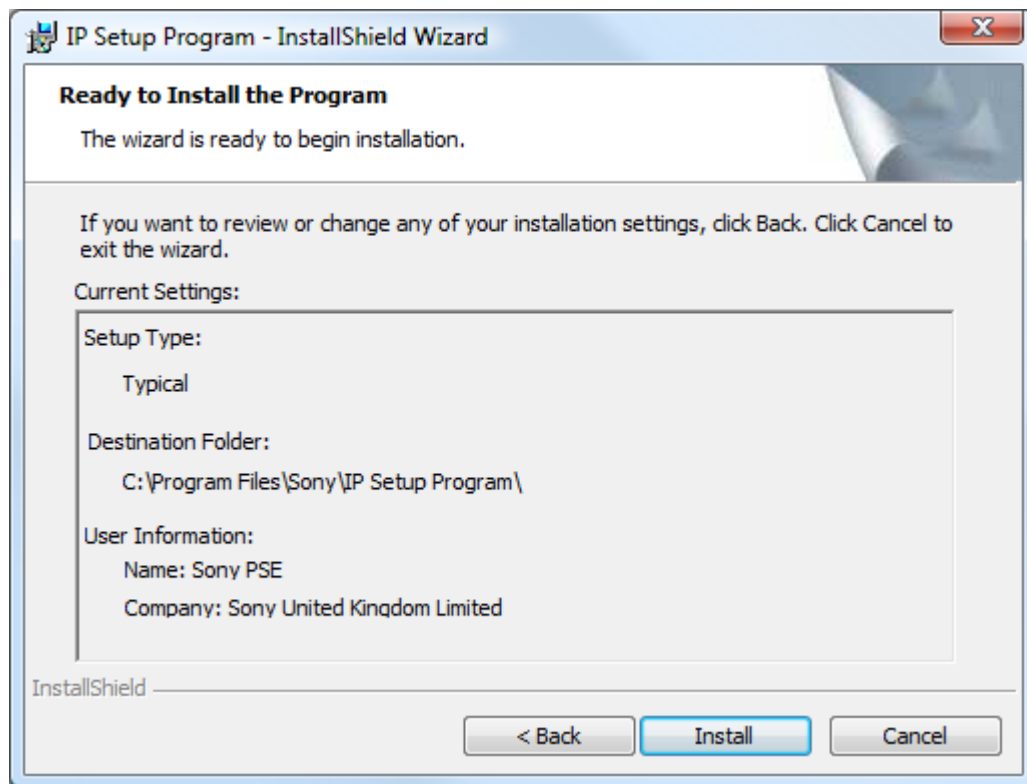 IP Setup Program - InstallShield Wizard
Ready to Install the Program
The wizard is ready to begin installation.
If you want to review or change any of your installation settings, click Back. Click Cancel to
exit the wizard.
Current Settings:
Setup Type:
Typical
Destination Folder:
C:\Program Files\Sony\IP Setup Program\
User Information:
Name: Sony PSE
Company: Sony United Kingdom Limited
InstallShield
< Back Install Cancel